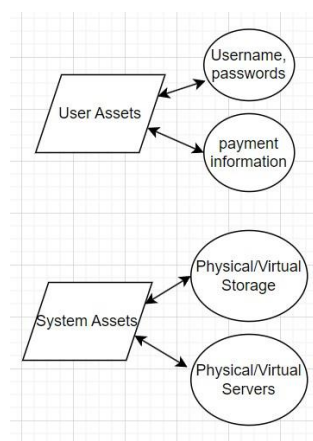 Username,
passwords
User Assets
payment
information
Physical/Virtual
Storage
System Assets
Physical/Virtual
Servers